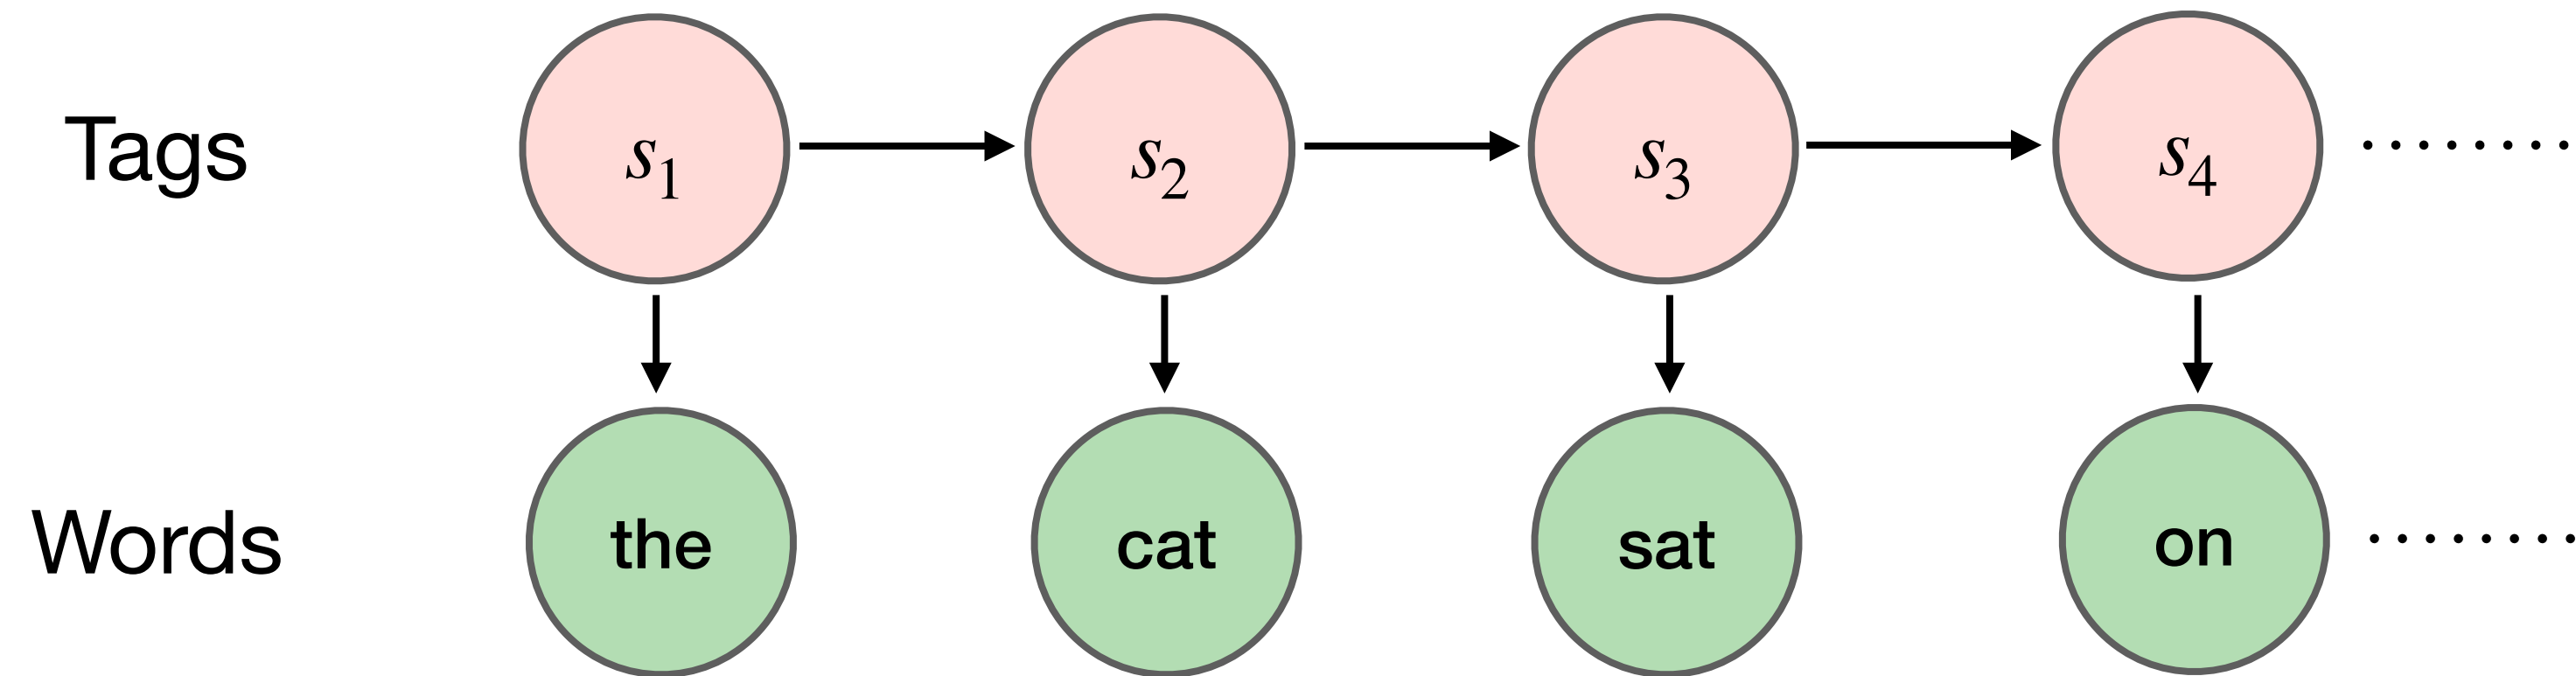 Tags s₁ s₂ s₃ s₄ ........
Words the cat sat on ........